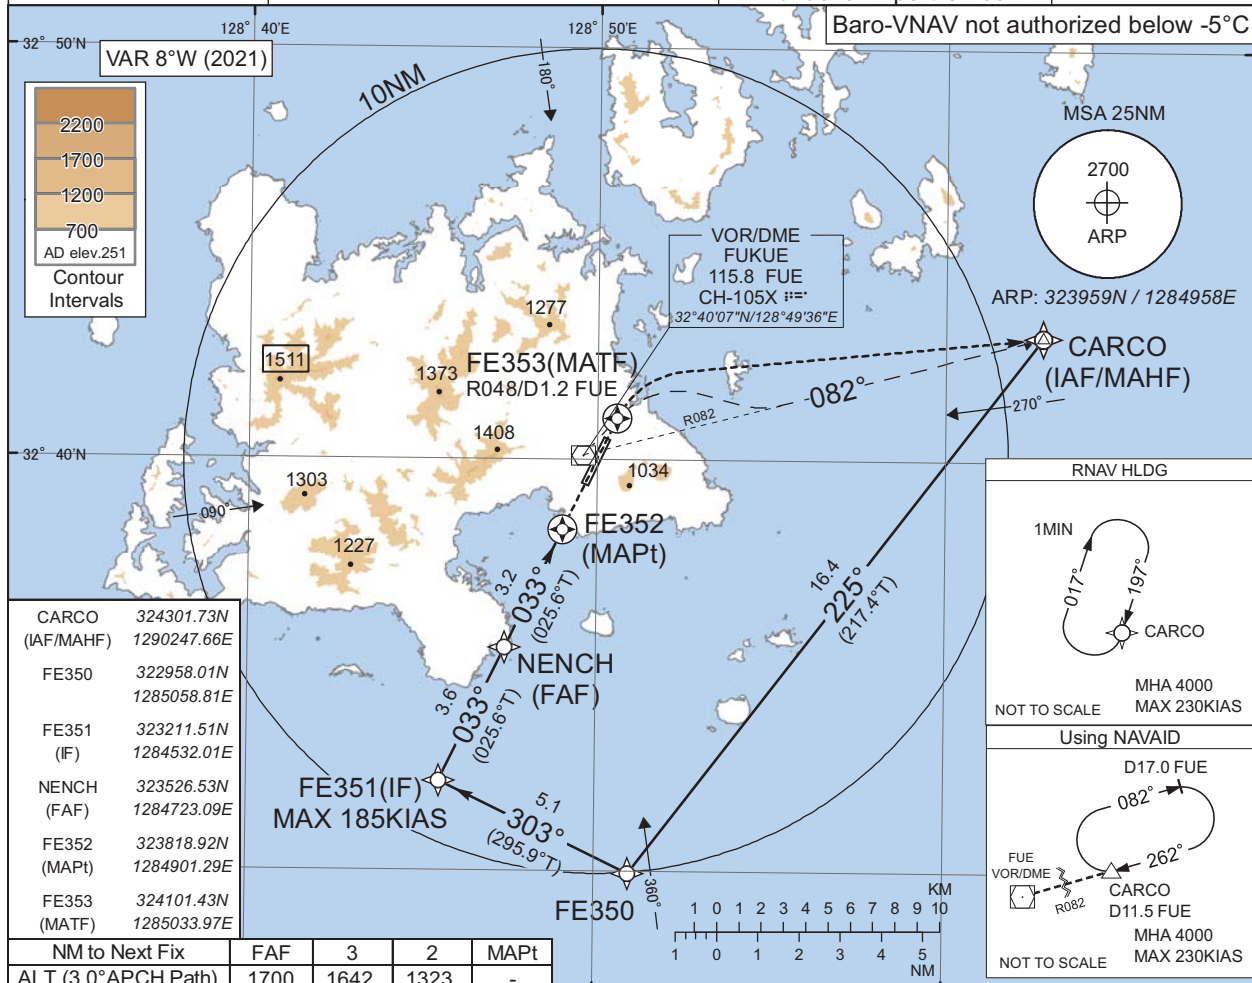 Baro-VNAV not authorized below -5°C
128° 40'E
128° 50'E
32° 50'N
VAR 8°W (2021)
10NM
180°
2200
1700
1200
700
AD elev.251
Contour
Intervals
MSA 25NM
2700
ARP
ARP: 323959N / 1284958E
VOR/DME
FUKUE
115.8 FUE
CH-105X
32°40'07"N/128°49'36"E
1277
1511
1373
FE353(MATF)
R048/D1.2 FUE
CARCO
(IAF/MAHF)
082°
R082
270°
1408
32° 40'N
1303
1034
090°
FE352
(MAPt)
1227
3.2
033°
(025.6°T)
16.4
225°
(217.4°T)
NENCH
(FAF)
3.6
033°
(025.6°T)
FE351(IF)
MAX 185KIAS
5.1
303°
(295.9°T)
360°
FE350
RNAV HLDG
1MIN
017°
197°
CARCO
MHA 4000
MAX 230KIAS
NOT TO SCALE
Using NAVAID
D17.0 FUE
082°
262°
FUE
VOR/DME
R082
CARCO
D11.5 FUE
MHA 4000
MAX 230KIAS
NOT TO SCALE
CARCO 324301.73N
(IAF/MAHF) 1290247.66E
FE350 322958.01N
1285058.81E
FE351 323211.51N
(IF) 1284532.01E
NENCH 323526.53N
(FAF) 1284723.09E
FE352 323818.92N
(MAPt) 1284901.29E
FE353 324101.43N
(MATF) 1285033.97E
KM
1 0 1 2 3 4 5 6 7 8 9 10
1 0 1 2 3 4 5
NM
NM to Next Fix FAF 3 2 MAPt
ALT (3.0°APCH Path) 1700 1642 1323 -